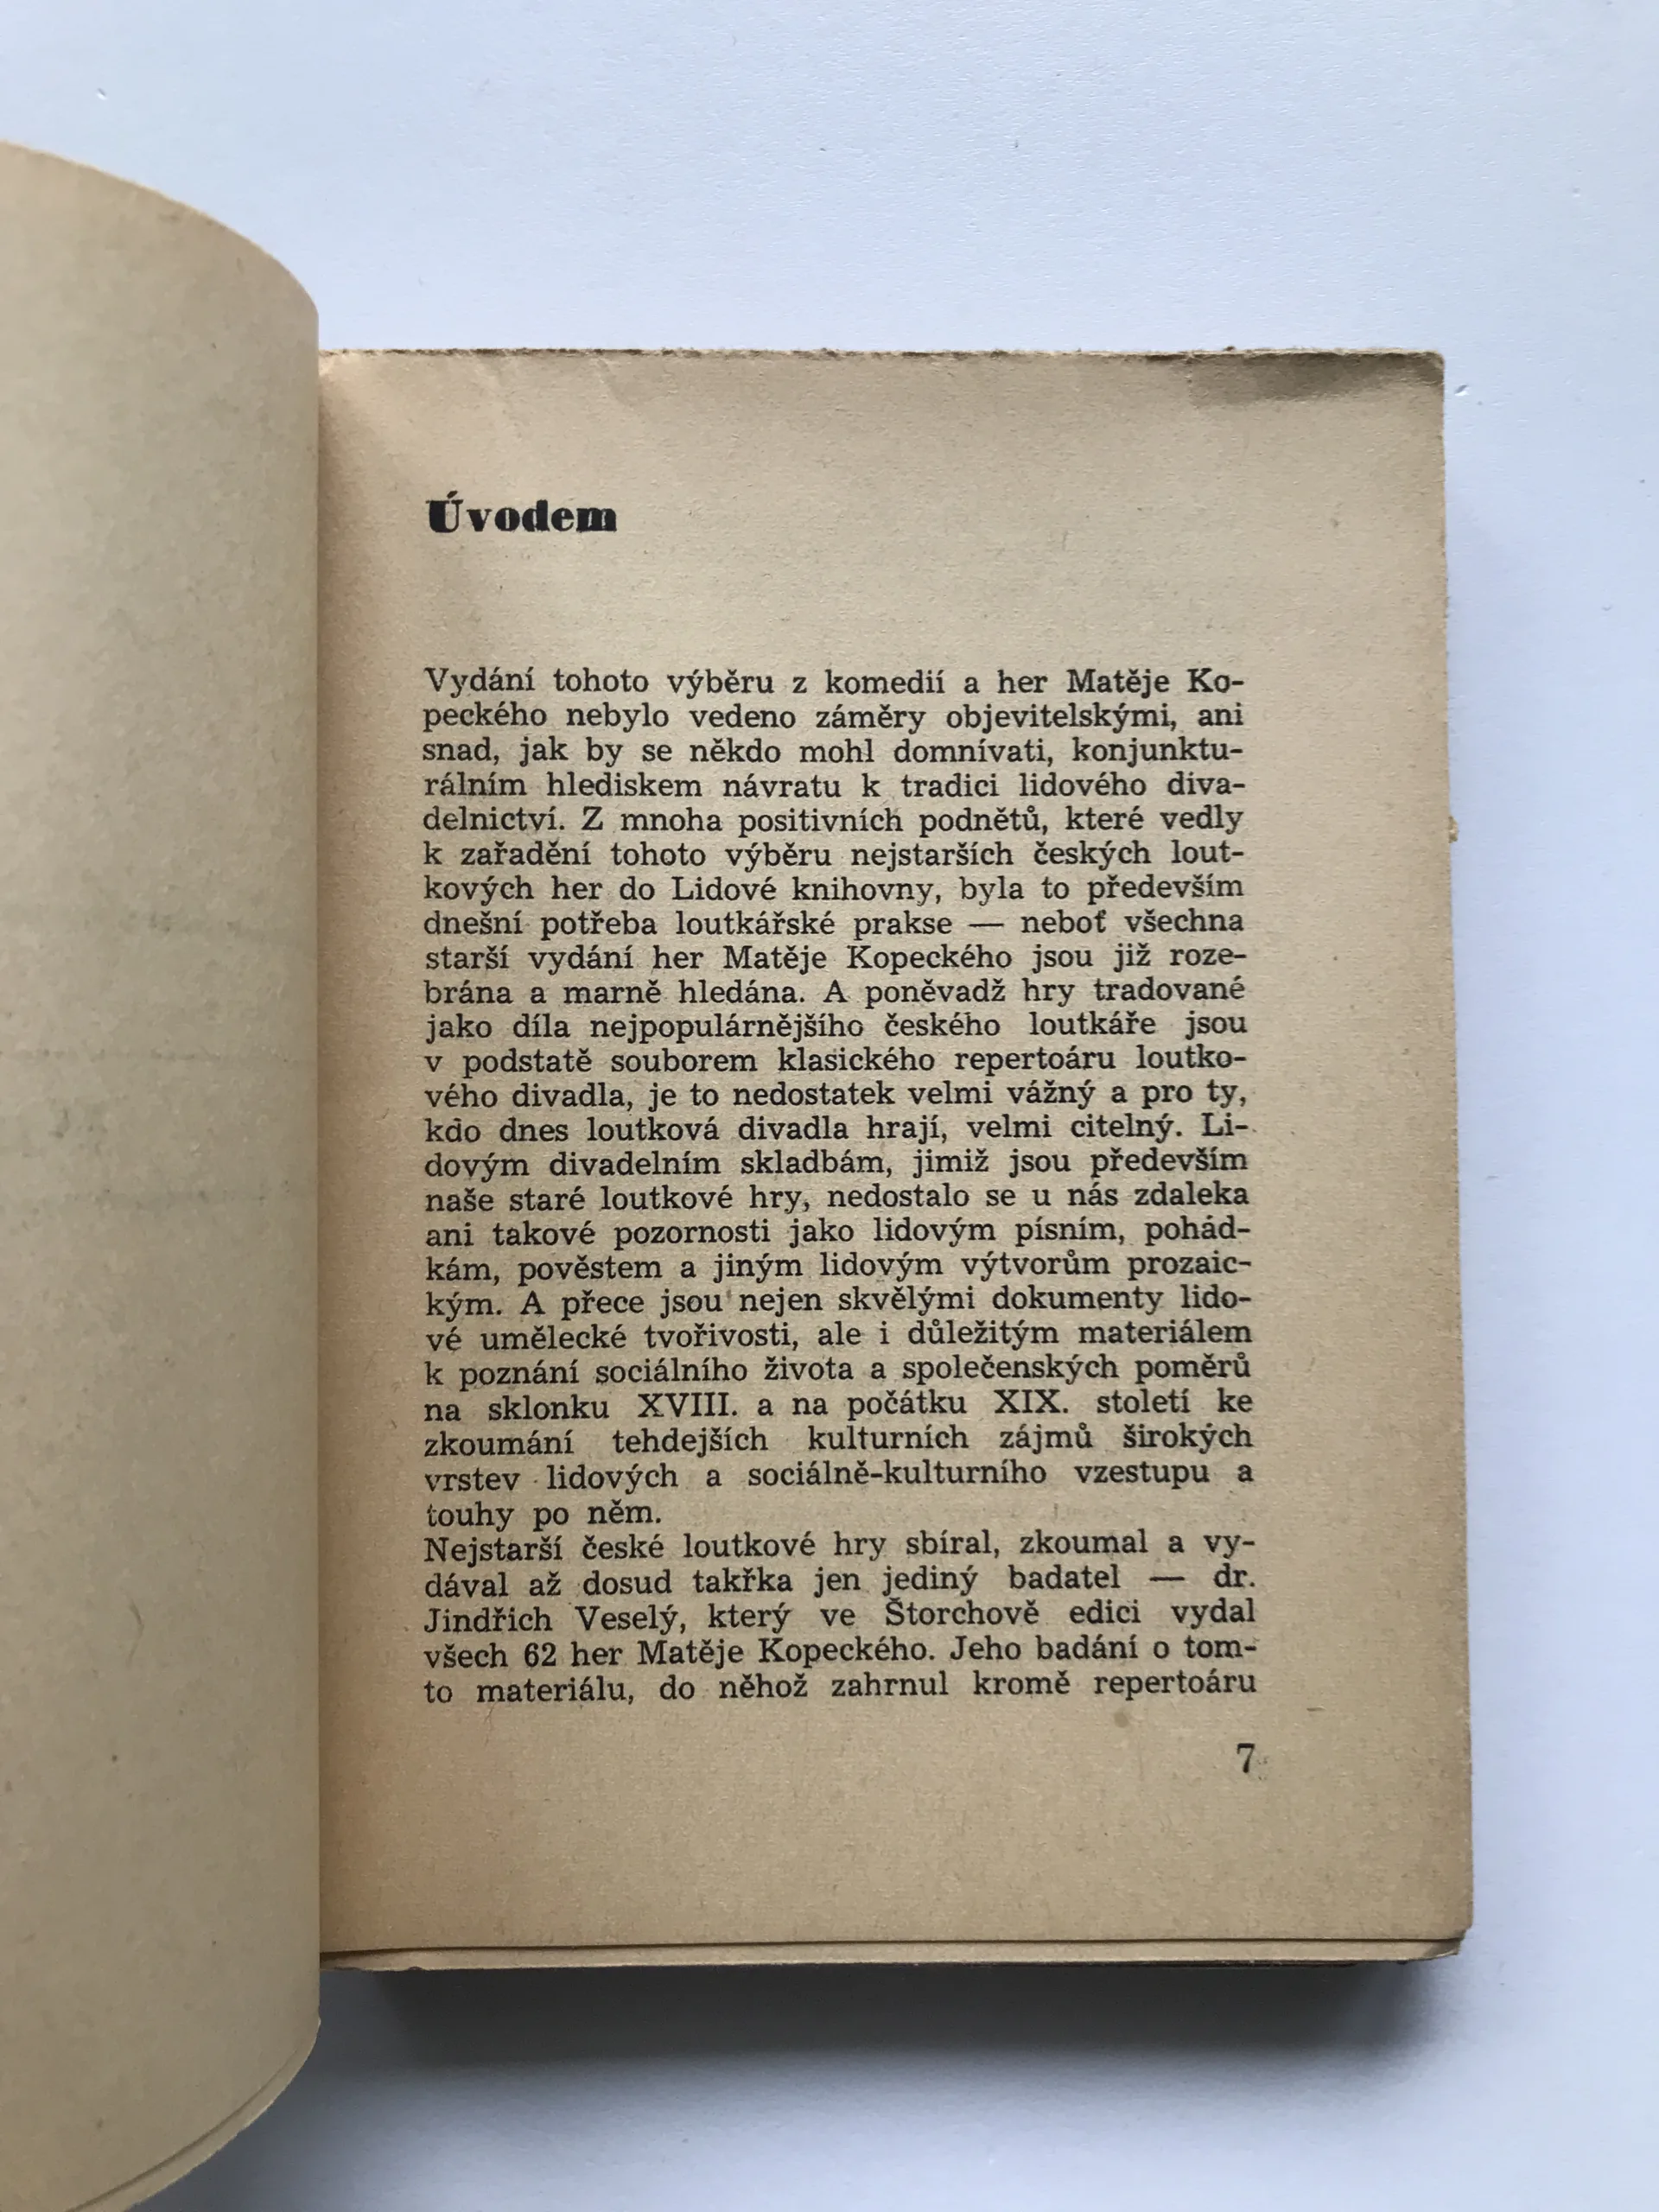 Úvodem
Vydání tohoto výběru z komedií a her Matěje Ko-
peckého nebylo vedeno záměry objevitelskými, ani
snad, jak by se někdo mohl domnívati, konjunktu-
rálním hlediskem návratu k tradici lidového diva-
delnictví. Z mnoha positivních podnětů, které vedly
k zařadění tohoto výběru nejstarších českých lout-
kových her do Lidové knihovny, byla to především
dnešní potřeba loutkářské prakse — neboť všechna
starší vydání her Matěje Kopeckého jsou již roze-
brána a marně hledána. A poněvadž hry tradované
jako díla nejpopulárnějšího českého loutkáře jsou
v podstatě souborem klasického repertoáru loutko-
vého divadla, je to nedostatek velmi vážný a pro ty,
kdo dnes loutková divadla hrají, velmi citelný. Li-
dovým divadelním skladbám, jimiž jsou především
naše staré loutkové hry, nedostalo se u nás zdaleka
ani takové pozornosti jako lidovým písním, pohád-
kám, pověstem a jiným lidovým výtvorům prozaic-
kým. A přece jsou nejen skvělými dokumenty lido-
vé umělecké tvořivosti, ale i důležitým materiálem
k poznání sociálního života a společenských poměrů
na sklonku XVIII. a na počátku XIX. století ke
zkoumání tehdejších kulturních zájmů širokých
vrstev lidových a sociálně-kulturního vzestupu a
touhy po něm.
Nejstarší české loutkové hry sbíral, zkoumal a vy-
dával až dosud takřka jen jediný badatel — dr.
Jindřich Veselý, který ve Štorchově edici vydal
všech 62 her Matěje Kopeckého. Jeho badání o tom-
to materiálu, do něhož zahrnul kromě repertoáru
7